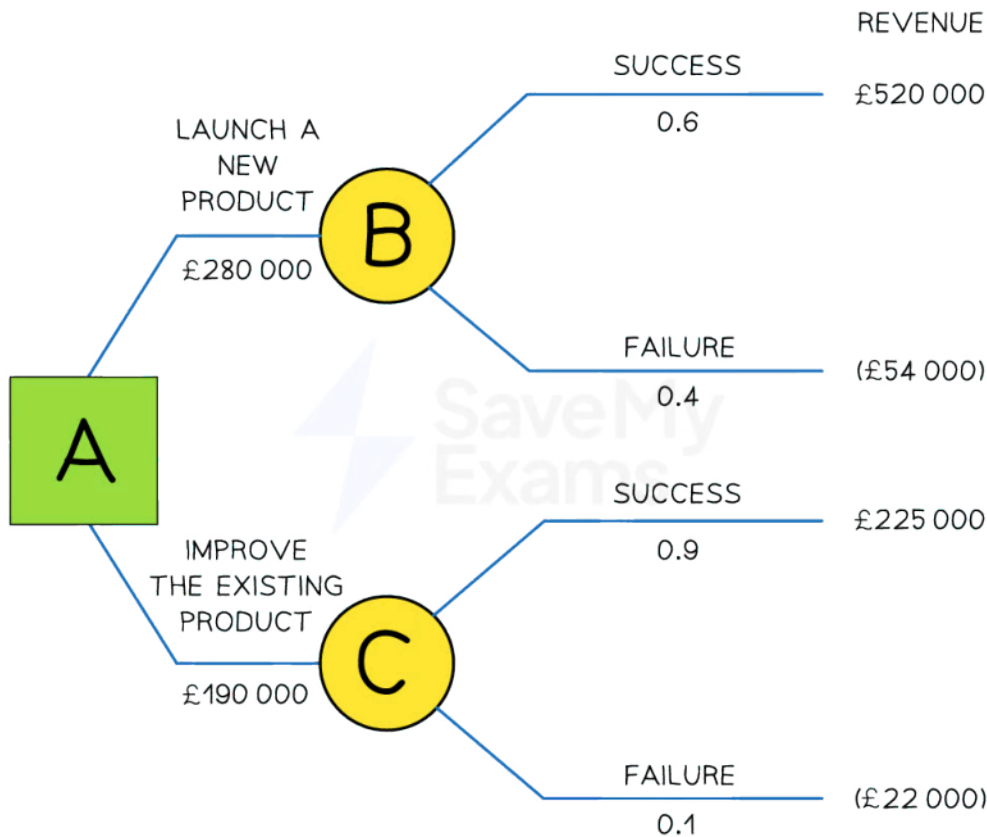 REVENUE
SUCCESS
£520 000
0.6
LAUNCH A
NEW
PRODUCT
B
£280 000
FAILURE
(£54 000)
0.4
A
SaveMy
Exams
SUCCESS
£225 000
0.9
IMPROVE
THE EXISTING
PRODUCT
C
£190 000
FAILURE
(£22 000)
0.1